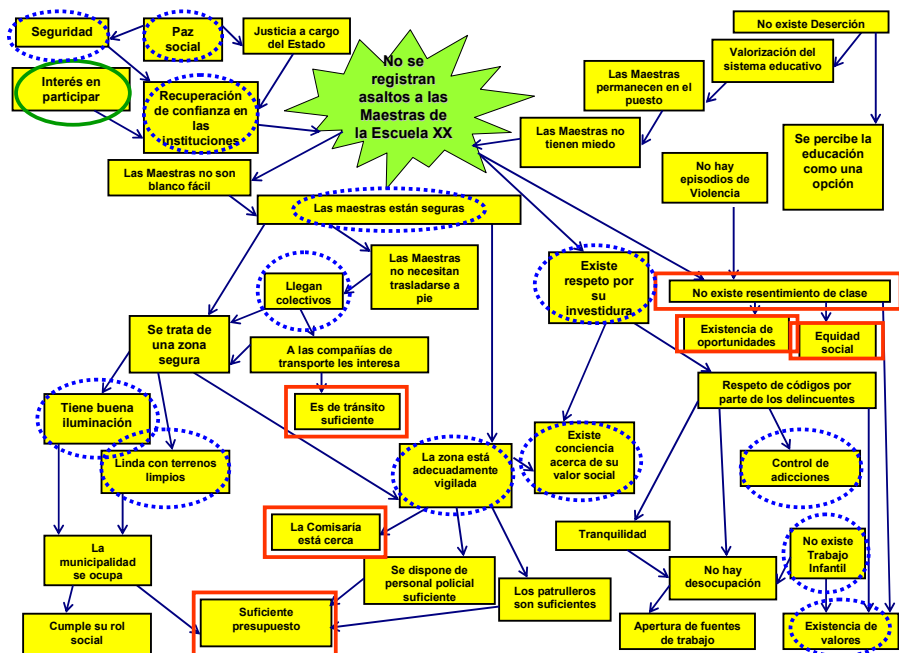 Seguridad
Paz
social
Justicia a cargo
del Estado
No existe Deserción
Valorización del
sistema educativo
Interés en
participar
Recuperación
de confianza en
las
instituciones
No se
registran
asaltos a las
Maestras de
la Escuela XX
Las Maestras
permanecen en el
puesto
Las Maestras no
tienen miedo
Se percibe la
educación
como una
opción
Las Maestras no son
blanco fácil
No hay
episodios de
Violencia
Las maestras están seguras
Las Maestras
no necesitan
trasladarse a
pie
Existe
respeto por
su
investidura
Llegan
colectivos
No existe resentimiento de clase
Se trata de
una zona
segura
Existencia de
oportunidades
Equidad
social
A las compañías de
transporte les interesa
Respeto de códigos por
parte de los delincuentes
Tiene buena
iluminación
Es de tránsito
suficiente
Linda con terrenos
limpios
La zona está
adecuadamente
vigilada
Existe
conciencia
acerca de su
valor social
Control de
adicciones
La Comisaría
está cerca
Tranquilidad
No existe
Trabajo
Infantil
La
municipalidad
se ocupa
Se dispone de
personal policial
suficiente
Los patrulleros
son suficientes
No hay
desocupación
Cumple su rol
social
Suficiente
presupuesto
Apertura de fuentes
de trabajo
Existencia de
valores